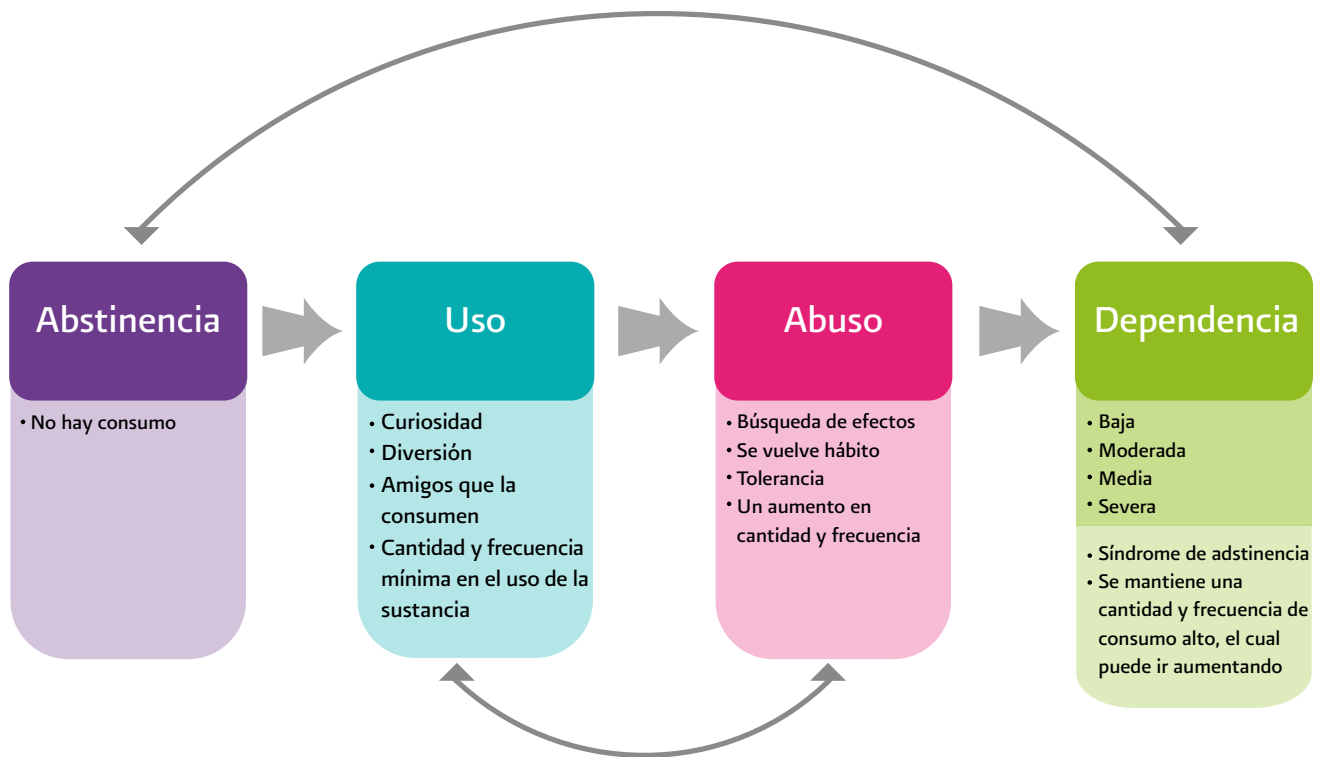 Abstinencia
• No hay consumo
Uso
• Curiosidad
• Diversión
• Amigos que la
consumen
• Cantidad y frecuencia
mínima en el uso de la
sustancia
Abuso
• Búsqueda de efectos
• Se vuelve hábito
• Tolerancia
• Un aumento en
cantidad y frecuencia
Dependencia
• Baja
• Moderada
• Media
• Severa
• Síndrome de adstinencia
• Se mantiene una
cantidad y frecuencia de
consumo alto, el cual
puede ir aumentando